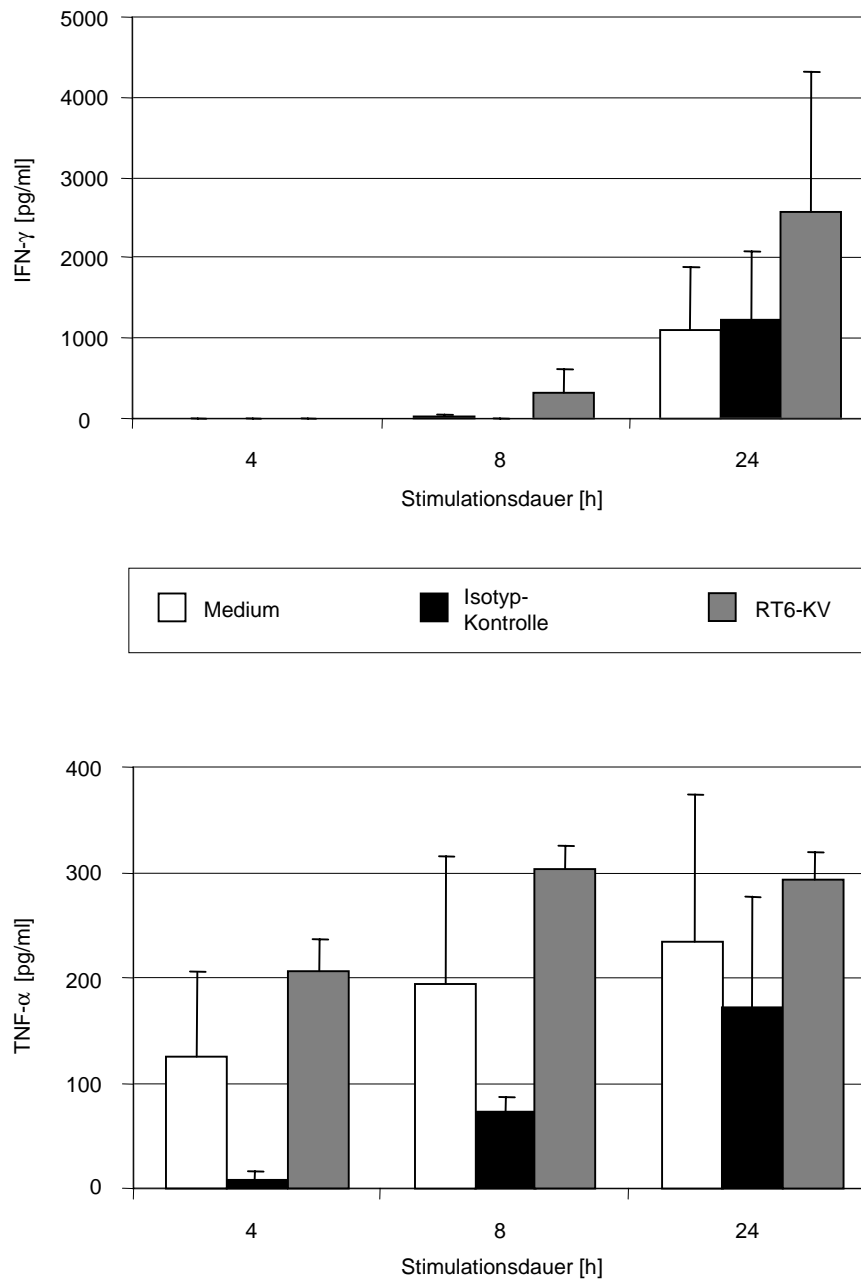 5000
4000
3000
2000
1000
0
IFN-γ [pg/ml]
4 8 24
Stimulationsdauer [h]
Medium
Isotyp-
Kontrolle
RT6-KV
400
300
200
100
0
TNF-α [pg/ml]
4 8 24
Stimulationsdauer [h]